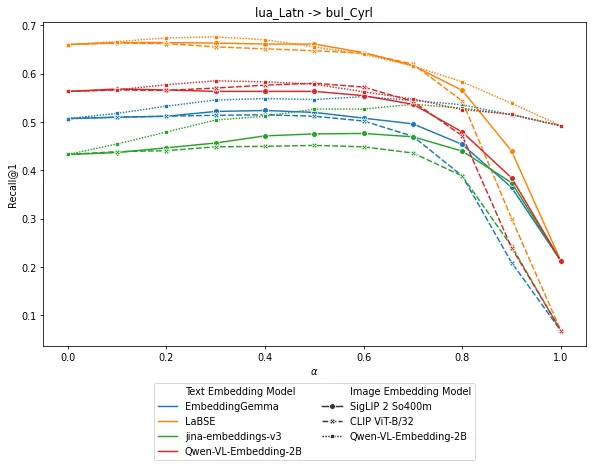 lua_Latn -> bul_Cyrl
0.7
0.6
0.5
0.4
0.3
0.2
0.1
Recall@1
0.0 0.2 0.4 0.6 0.8 1.0
α
Text Embedding Model Image Embedding Model
EmbeddingGemma SigLIP 2 So400m
LaBSE CLIP ViT-B/32
jina-embeddings-v3 Qwen-VL-Embedding-2B
Qwen-VL-Embedding-2B